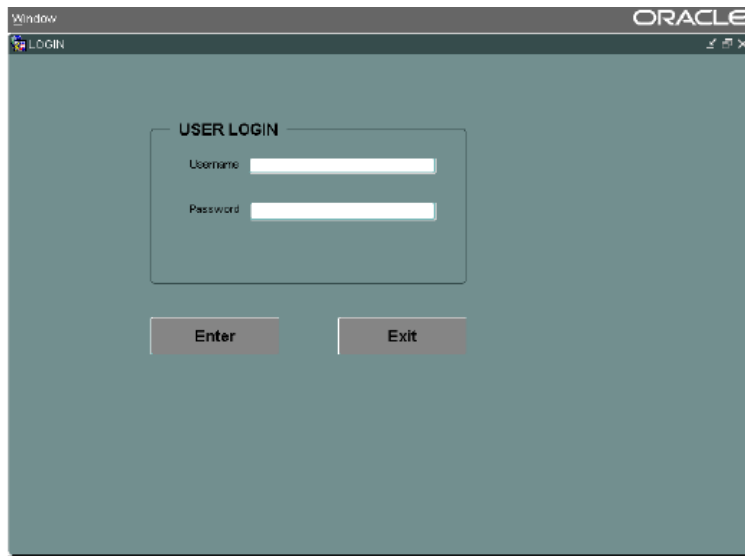 Window ORACLE
LOGIN
USER LOGIN
Username
Password
Enter Exit